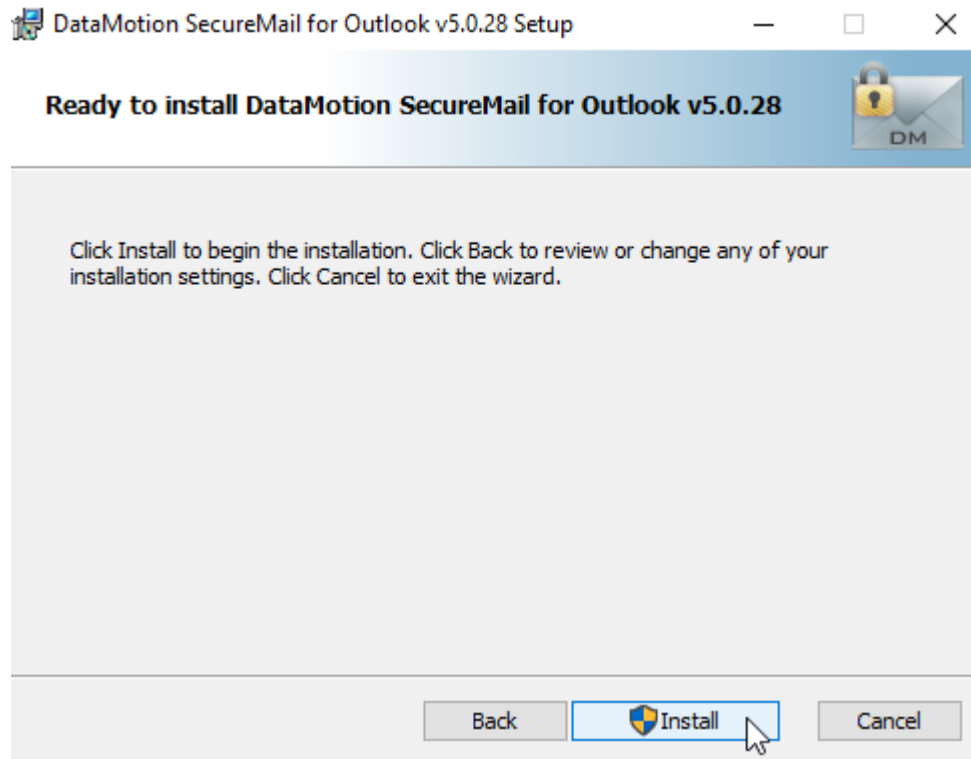 DataMotion SecureMail for Outlook v5.0.28 Setup
Ready to install DataMotion SecureMail for Outlook v5.0.28
DM
Click Install to begin the installation. Click Back to review or change any of your
installation settings. Click Cancel to exit the wizard.
Back Install Cancel